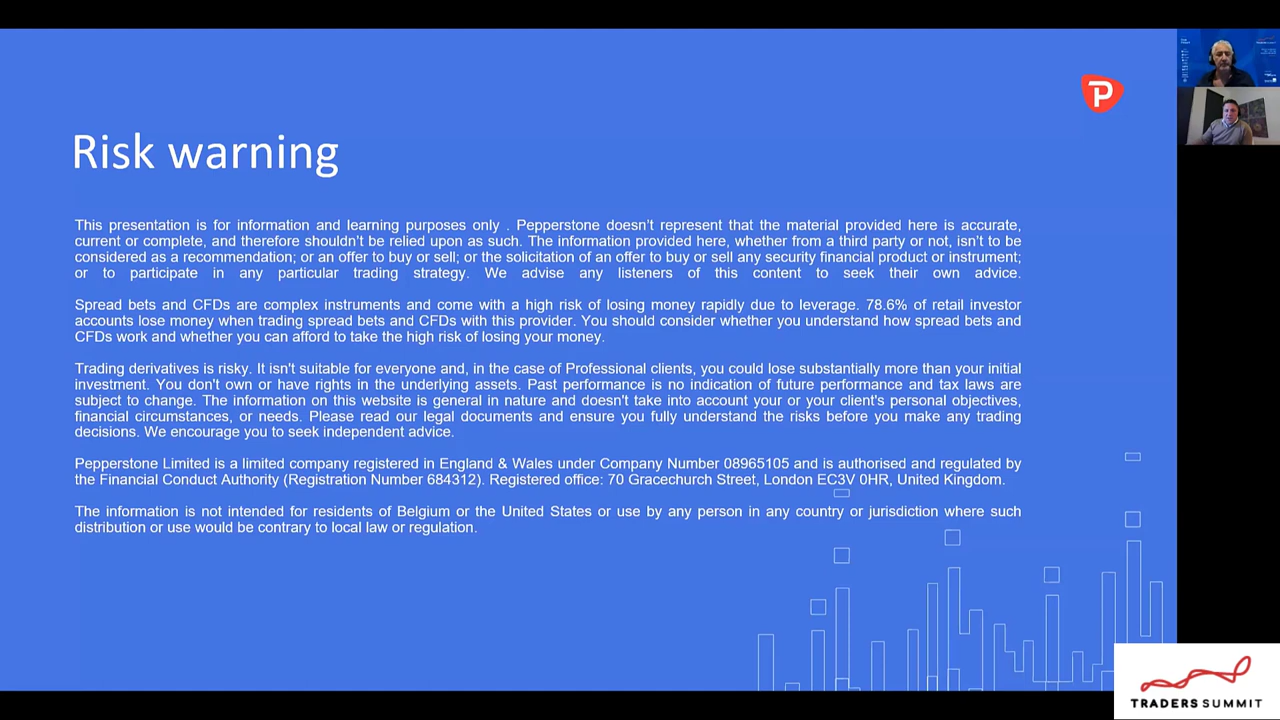 Risk warning
This presentation is for information and learning purposes only . Pepperstone doesn't represent that the material provided here is accurate,
current or complete, and therefore shouldn't be relied upon as such. The information provided here, whether from a third party or not, isn't to be
considered as a recommendation; or an offer to buy or sell; or the solicitation of an offer to buy or sell any security financial product or instrument;
or to participate in any particular trading strategy. We advise any listeners of this content to seek their own advice.
Spread bets and CFDs are complex instruments and come with a high risk of losing money rapidly due to leverage. 78.6% of retail investor
accounts lose money when trading spread bets and CFDs with this provider. You should consider whether you understand how spread bets and
CFDs work and whether you can afford to take the high risk of losing your money.
Trading derivatives is risky. It isn't suitable for everyone and, in the case of Professional clients, you could lose substantially more than your initial
investment. You don't own or have rights in the underlying assets. Past performance is no indication of future performance and tax laws are
subject to change. The information on this website is general in nature and doesn't take into account your or your client's personal objectives,
financial circumstances, or needs. Please read our legal documents and ensure you fully understand the risks before you make any trading
decisions. We encourage you to seek independent advice.
Pepperstone Limited is a limited company registered in England & Wales under Company Number 08965105 and is authorised and regulated by
the Financial Conduct Authority (Registration Number 684312). Registered office: 70 Gracechurch Street, London EC3V 0HR, United Kingdom.
The information is not intended for residents of Belgium or the United States or use by any person in any country or jurisdiction where such
distribution or use would be contrary to local law or regulation.
TRADERS SUMMIT